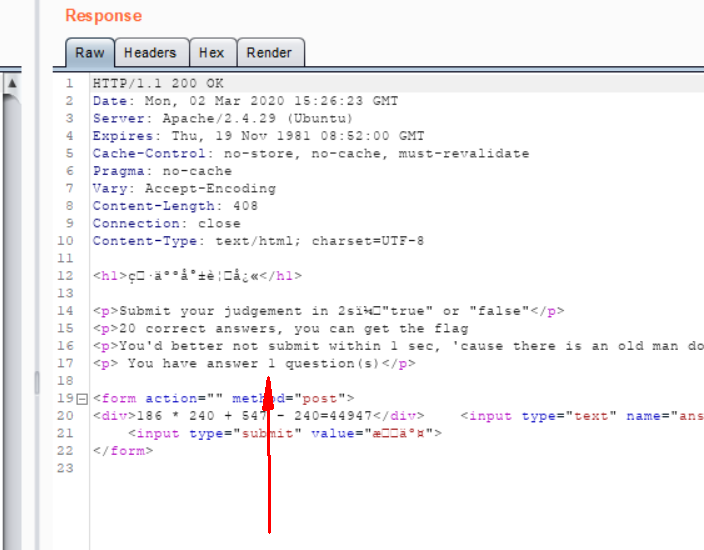 Response
Raw Headers Hex Render
1 HTTP/1.1 200 OK
2 Date: Mon, 02 Mar 2020 15:26:23 GMT
3 Server: Apache/2.4.29 (Ubuntu)
4 Expires: Thu, 19 Nov 1981 08:52:00 GMT
5 Cache-Control: no-store, no-cache, must-revalidate
6 Pragma: no-cache
7 Vary: Accept-Encoding
8 Content-Length: 408
9 Connection: close
10 Content-Type: text/html; charset=UTF-8
11
12 <h1>ç□·äººå°±è¦□å¿«</h1>
13
14 <p>Submit your judgement in 2sï¼□"true" or "false"</p>
15 <p>20 correct answers, you can get the flag
16 <p>You'd better not submit within 1 sec, 'cause there is an old man do
17 <p> You have answer 1 question(s)</p>
18
19 <form action="" method="post">
20 <div>186 * 240 + 547 - 240=44947</div> <input type="text" name="ans
21 <input type="submit" value="æ□□äº¤">
22 </form>
23